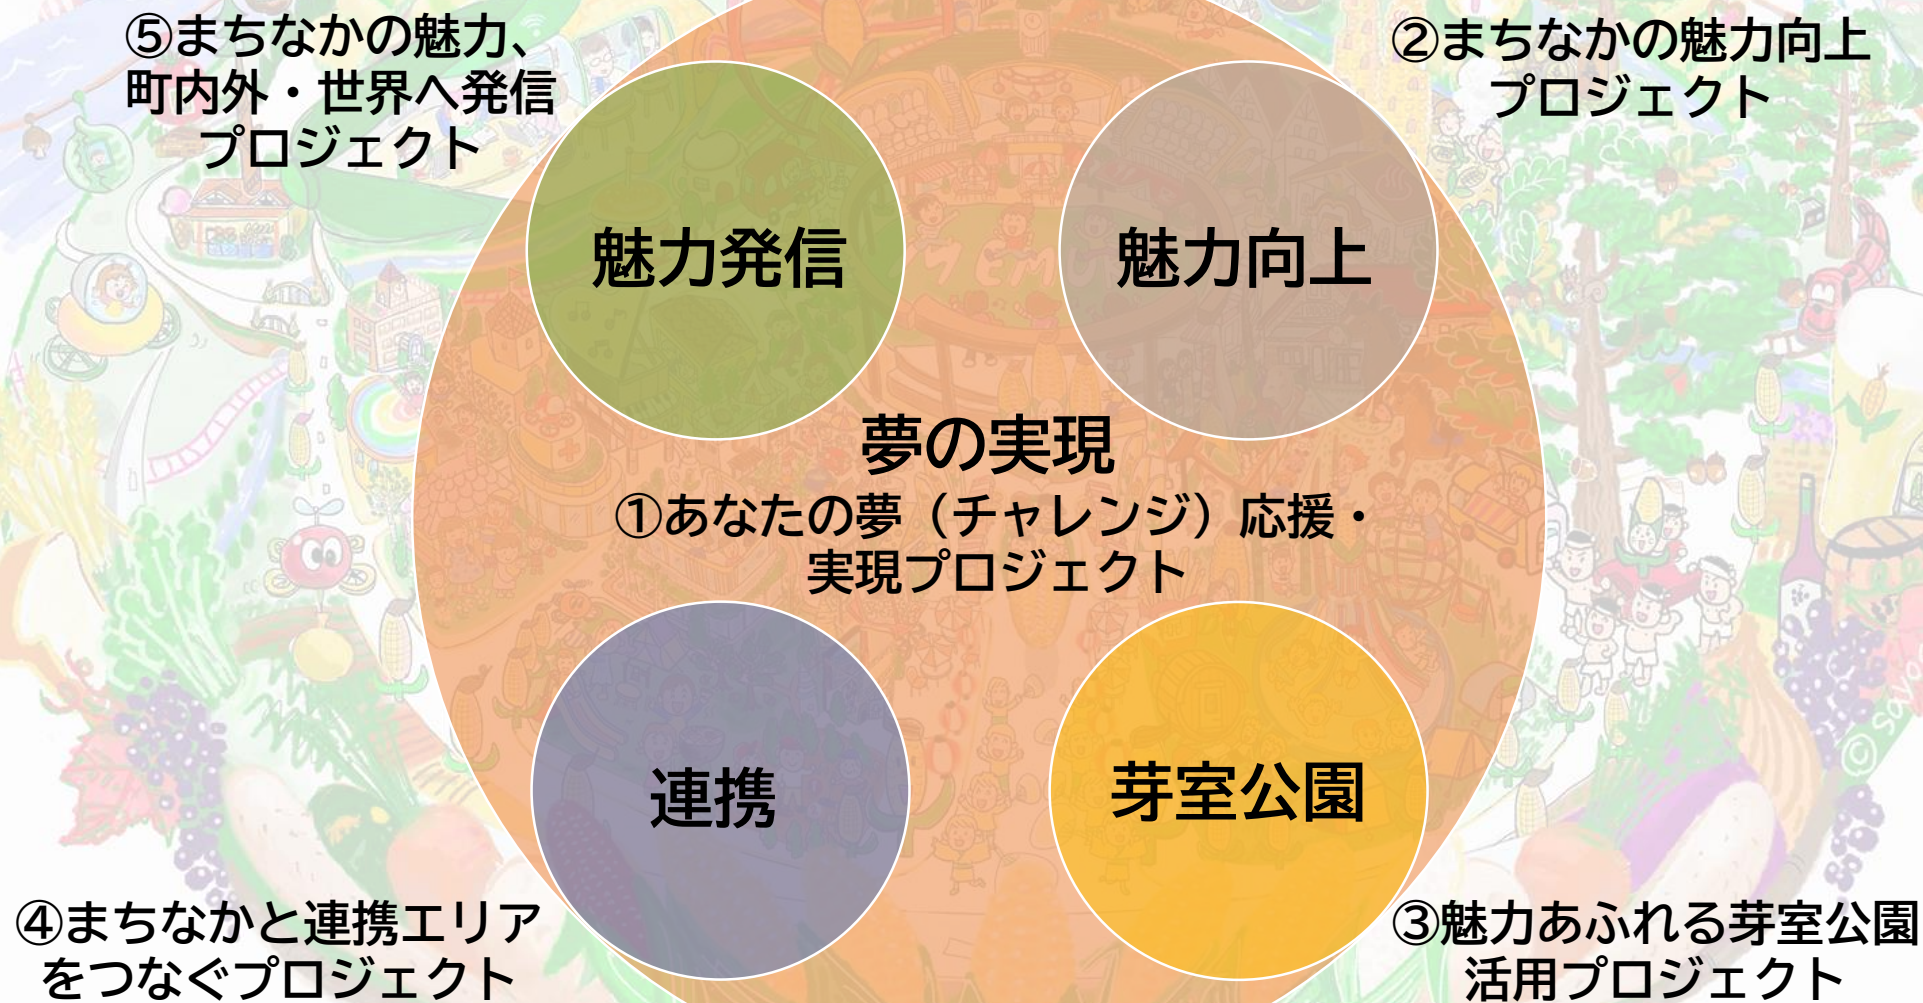 ⑤まちなかの魅力、
町内外・世界へ発信
プロジェクト
②まちなかの魅力向上
プロジェクト
魅力発信
魅力向上
夢の実現
①あなたの夢（チャレンジ）応援・
実現プロジェクト
連携
芽室公園
④まちなかと連携エリア
をつなぐプロジェクト
③魅力あふれる芽室公園
活用プロジェクト